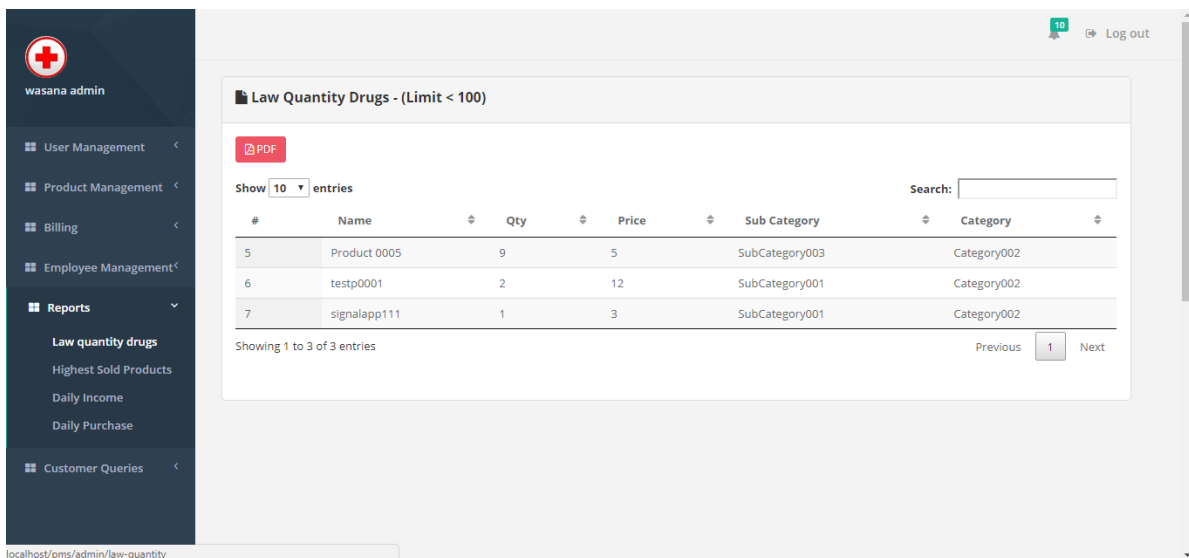 10 Log out
wasana admin
User Management
Product Management
Billing
Employee Management
Reports
Law quantity drugs
Highest Sold Products
Daily Income
Daily Purchase
Customer Queries
Law Quantity Drugs - (Limit < 100)
PDF
Show 10 entries Search:
# Name Qty Price Sub Category Category
5 Product 0005 9 5 SubCategory003 Category002
6 testp0001 2 12 SubCategory001 Category002
7 signalapp111 1 3 SubCategory001 Category002
Showing 1 to 3 of 3 entries Previous 1 Next
localhost/pms/admin/law-quantity